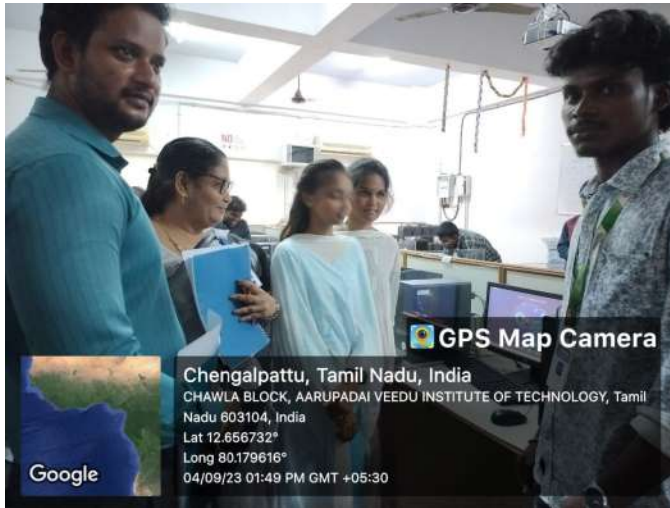 NO
GPS Map Camera
Chengalpattu, Tamil Nadu, India
CHAWLA BLOCK, AARUPADAI VEEDU INSTITUTE OF TECHNOLOGY, Tamil
Nadu 603104, India
Lat 12.656732°
Long 80.179616°
04/09/23 01:49 PM GMT +05:30
Google